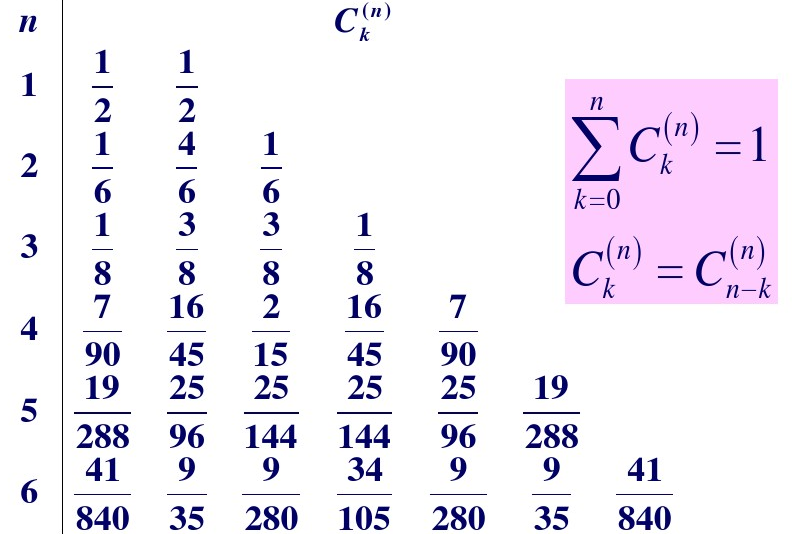 n C_k^(n)
1 1/2 1/2
2 1/6 4/6 1/6
3 1/8 3/8 3/8 1/8
4 7/90 16/45 2/15 16/45 7/90
5 19/288 25/96 25/144 25/144 25/96 19/288
6 41/840 9/35 9/280 34/105 9/280 9/35 41/840
∑_{k=0}^{n} C_k^(n) = 1
C_k^(n) = C_{n-k}^(n)